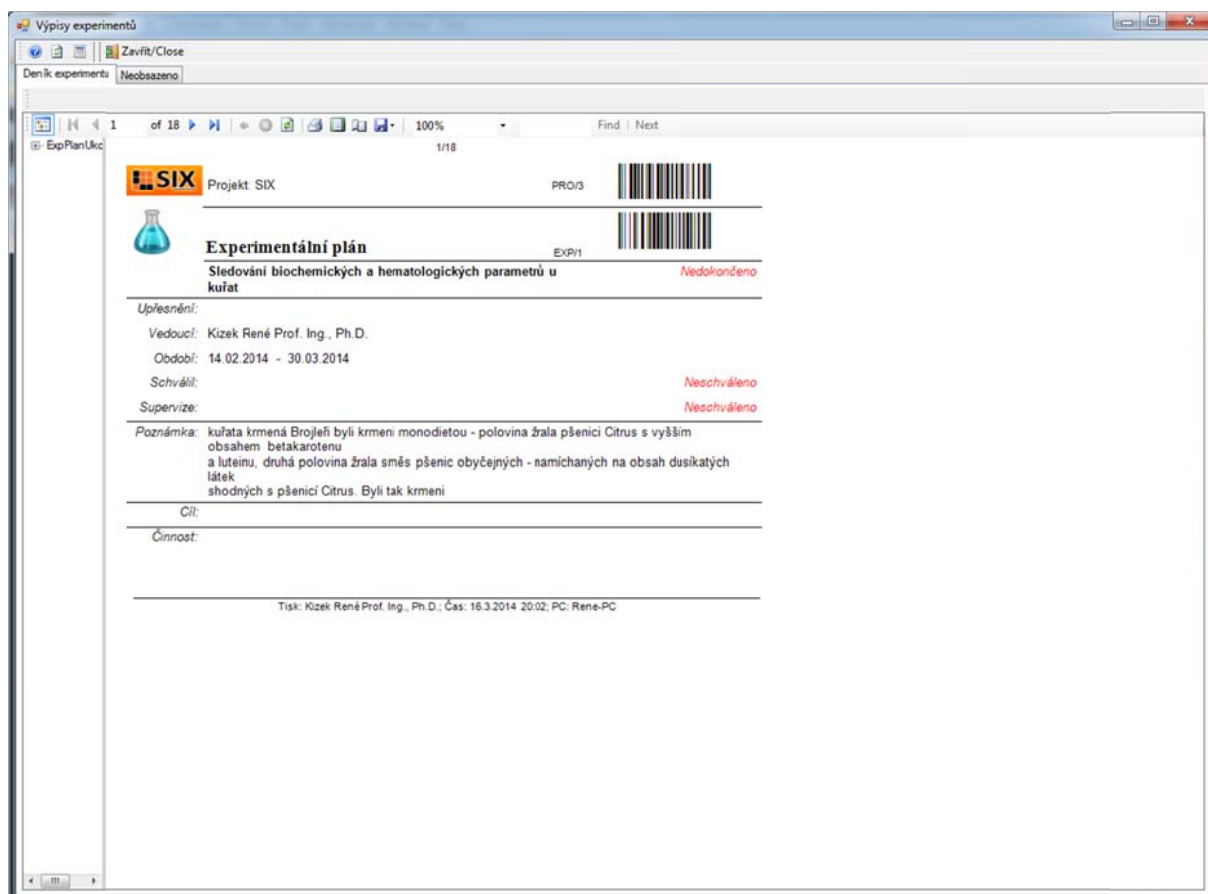 Výpisy experimentů
Zavřít/Close
Deník experimentu Neobsazeno
1 of 18 100% Find | Next
ExpPlanUkc
1/18
SIX Projekt: SIX PRO/3
Experimentální plán EXP/1
Sledování biochemických a hematologických parametrů u Nedokončeno
kuřat
Upřesnění:
Vedoucí: Kizek René Prof. Ing., Ph.D.
Období: 14.02.2014 - 30.03.2014
Schválil: Neschváleno
Supervize: Neschváleno
Poznámka: kuřata krmená Brojleři byli krmeni monodietou - polovina žrala pšenici Citrus s vyšším
obsahem betakarotenu
a luteinu, druhá polovina žrala směs pšenic obyčejných - namíchaných na obsah dusíkatých
látek
shodných s pšenicí Citrus. Byli tak krmeni
Cíl:
Činnost:
Tisk: Kizek René Prof. Ing., Ph.D.; Čas: 16.3.2014 20:02; PC: Rene-PC